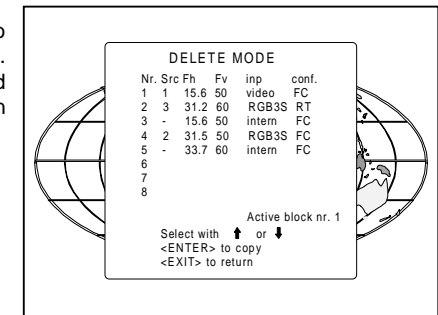 o
.
d
n
DELETE MODE
Nr. Src Fh Fv inp conf.
1 1 15.6 50 video FC
2 3 31.2 60 RGB3S RT
3 - 15.6 50 intern FC
4 2 31.5 50 RGB3S FC
5 - 33.7 60 intern FC
6
7
8
Active block nr. 1
Select with ⬆ or ⬇
<ENTER> to copy
<EXIT> to return